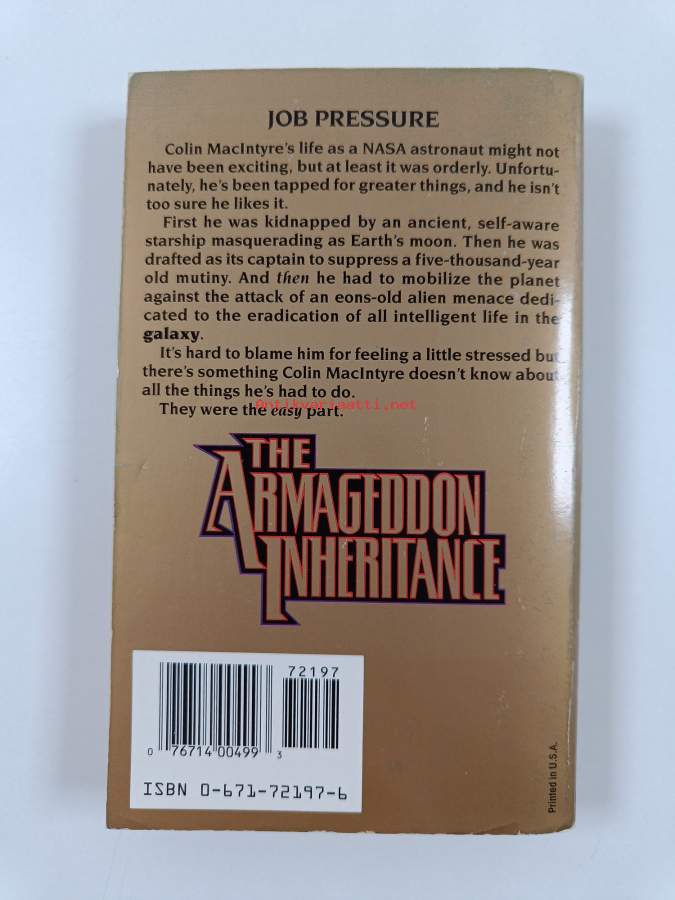 JOB PRESSURE
Colin MacIntyre's life as a NASA astronaut might not
have been exciting, but at least it was orderly. Unfortu-
nately, he's been tapped for greater things, and he isn't
too sure he likes it.
First he was kidnapped by an ancient, self-aware
starship masquerading as Earth's moon. Then he was
drafted as its captain to suppress a five-thousand-year
old mutiny. And then he had to mobilize the planet
against the attack of an eons-old alien menace dedi-
cated to the eradication of all intelligent life in the
galaxy.
It's hard to blame him for feeling a little stressed but
there's something Colin MacIntyre doesn't know about
all the things he's had to do.
They were the easy part.
Antikvariaatti.net
THE
ARMAGEDDON
INHERITANCE
72197
0 76714 00499 3
ISBN 0-671-72197-6
Printed in U.S.A.